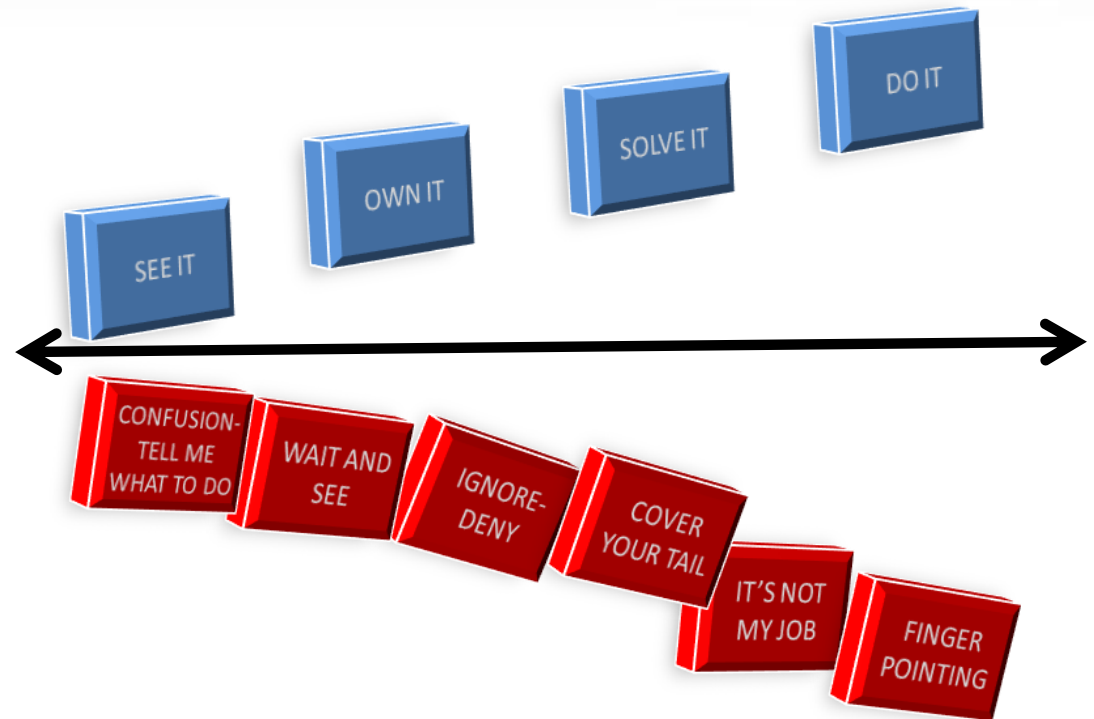 SEE IT
OWN IT
SOLVE IT
DO IT
CONFUSION-
TELL ME
WHAT TO DO
WAIT AND
SEE
IGNORE-
DENY
COVER
YOUR TAIL
IT’S NOT
MY JOB
FINGER
POINTING